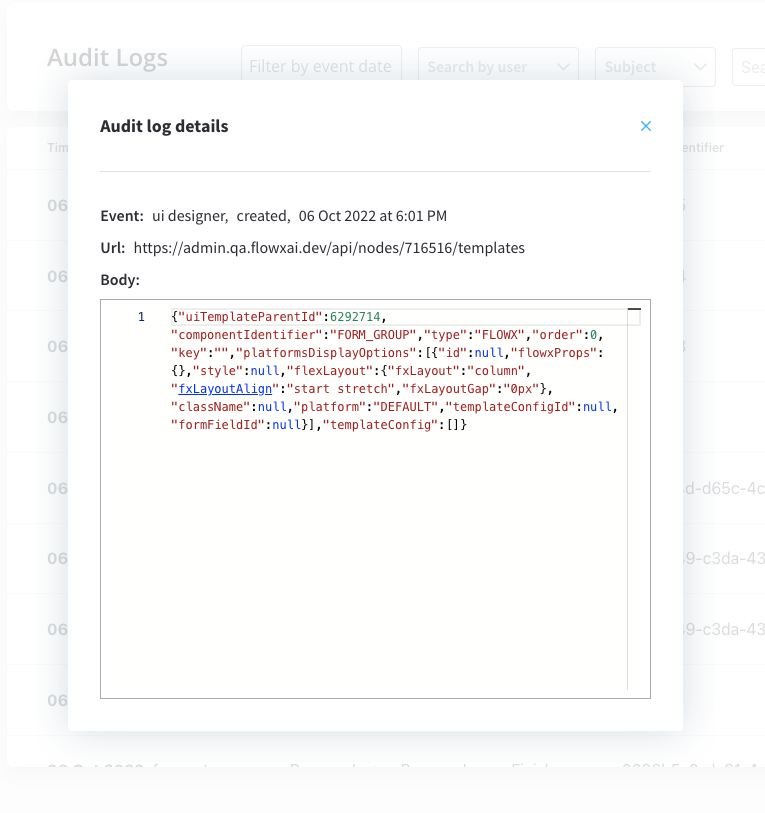 Audit Logs
Filter by event date
Search by user
Subject
Sea
Audit log details
Tim
entifier
06
Event: ui designer, created, 06 Oct 2022 at 6:01 PM
Url: https://admin.qa.flowxai.dev/api/nodes/716516/templates
06
Body:
1 {"uiTemplateParentId":6292714,
"componentIdentifier":"FORM_GROUP","type":"FLOWX","order":0,
06
"key":"","platformsDisplayOptions":[{"id":null,"flowxProps":
{},"style":null,"flexLayout":{"fxLayout":"column",
"fxLayoutAlign":"start stretch","fxLayoutGap":"0px"},
"className":null,"platform":"DEFAULT","templateConfigId":null,
06
"formFieldId":null}],"templateConfig":[]}
06
d-d65c-4c
06
9-c3da-43
06
9-c3da-43
06